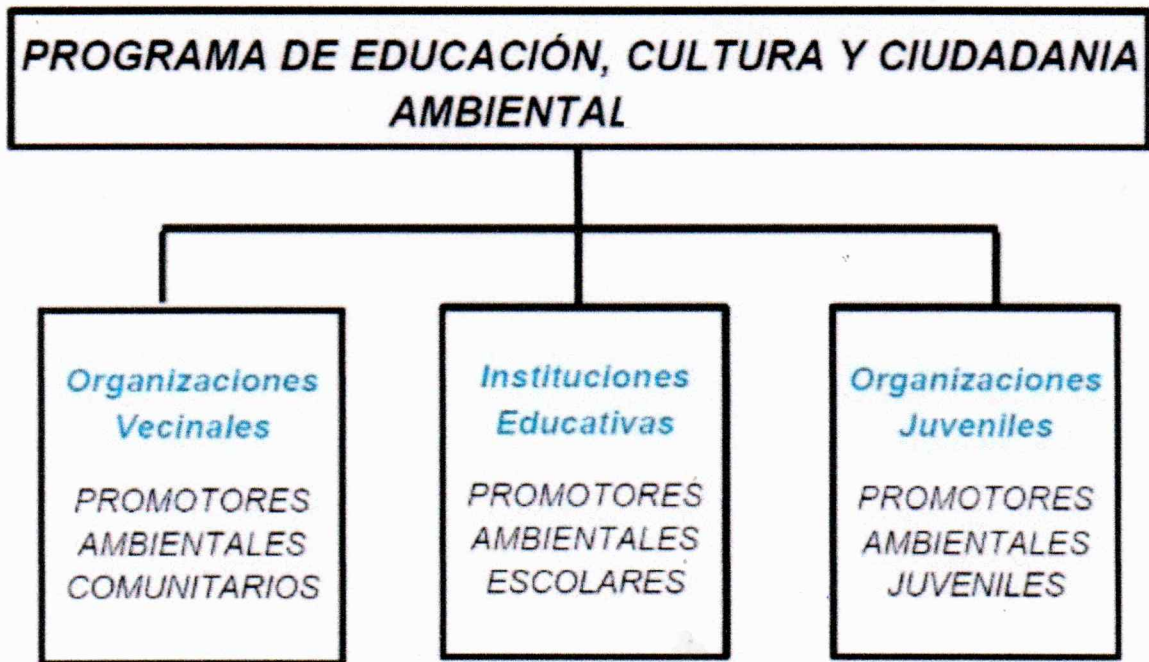 PROGRAMA DE EDUCACIÓN, CULTURA Y CIUDADANIA
AMBIENTAL
Organizaciones
Vecinales
PROMOTORES
AMBIENTALES
COMUNITARIOS
Instituciones
Educativas
PROMOTORES
AMBIENTALES
ESCOLARES
Organizaciones
Juveniles
PROMOTORES
AMBIENTALES
JUVENILES